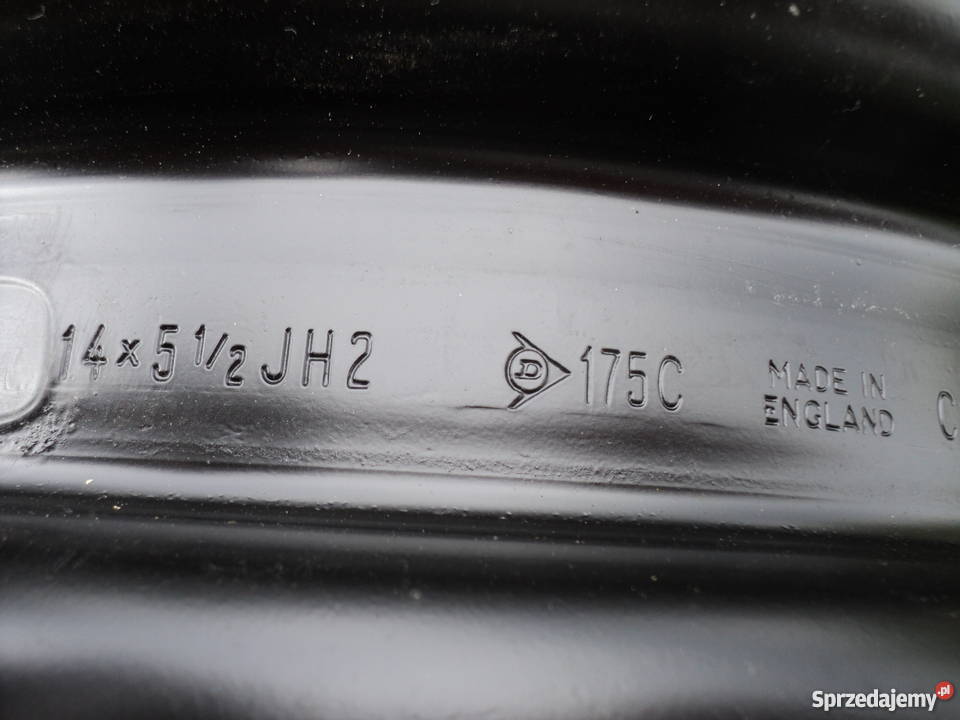 14x5 1/2 JH2 D 175C MADE IN ENGLAND C
Sprzedajemy.pl